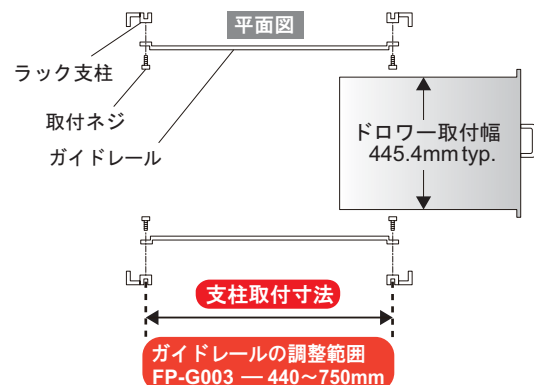 平面図
ラック支柱
取付ネジ
ガイドレール
ドロワー取付幅
445.4mm typ.
支柱取付寸法
ガイドレールの調整範囲
FP-G003 ― 440～750mm